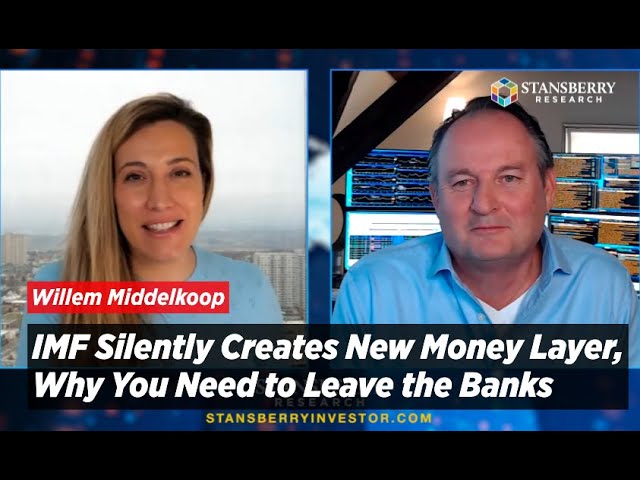 STANSBERRY
RESEARCH
Willem Middelkoop
IMF Silently Creates New Money Layer,
Why You Need to Leave the Banks
RESEARCH
STANSBERRYINVESTOR.COM